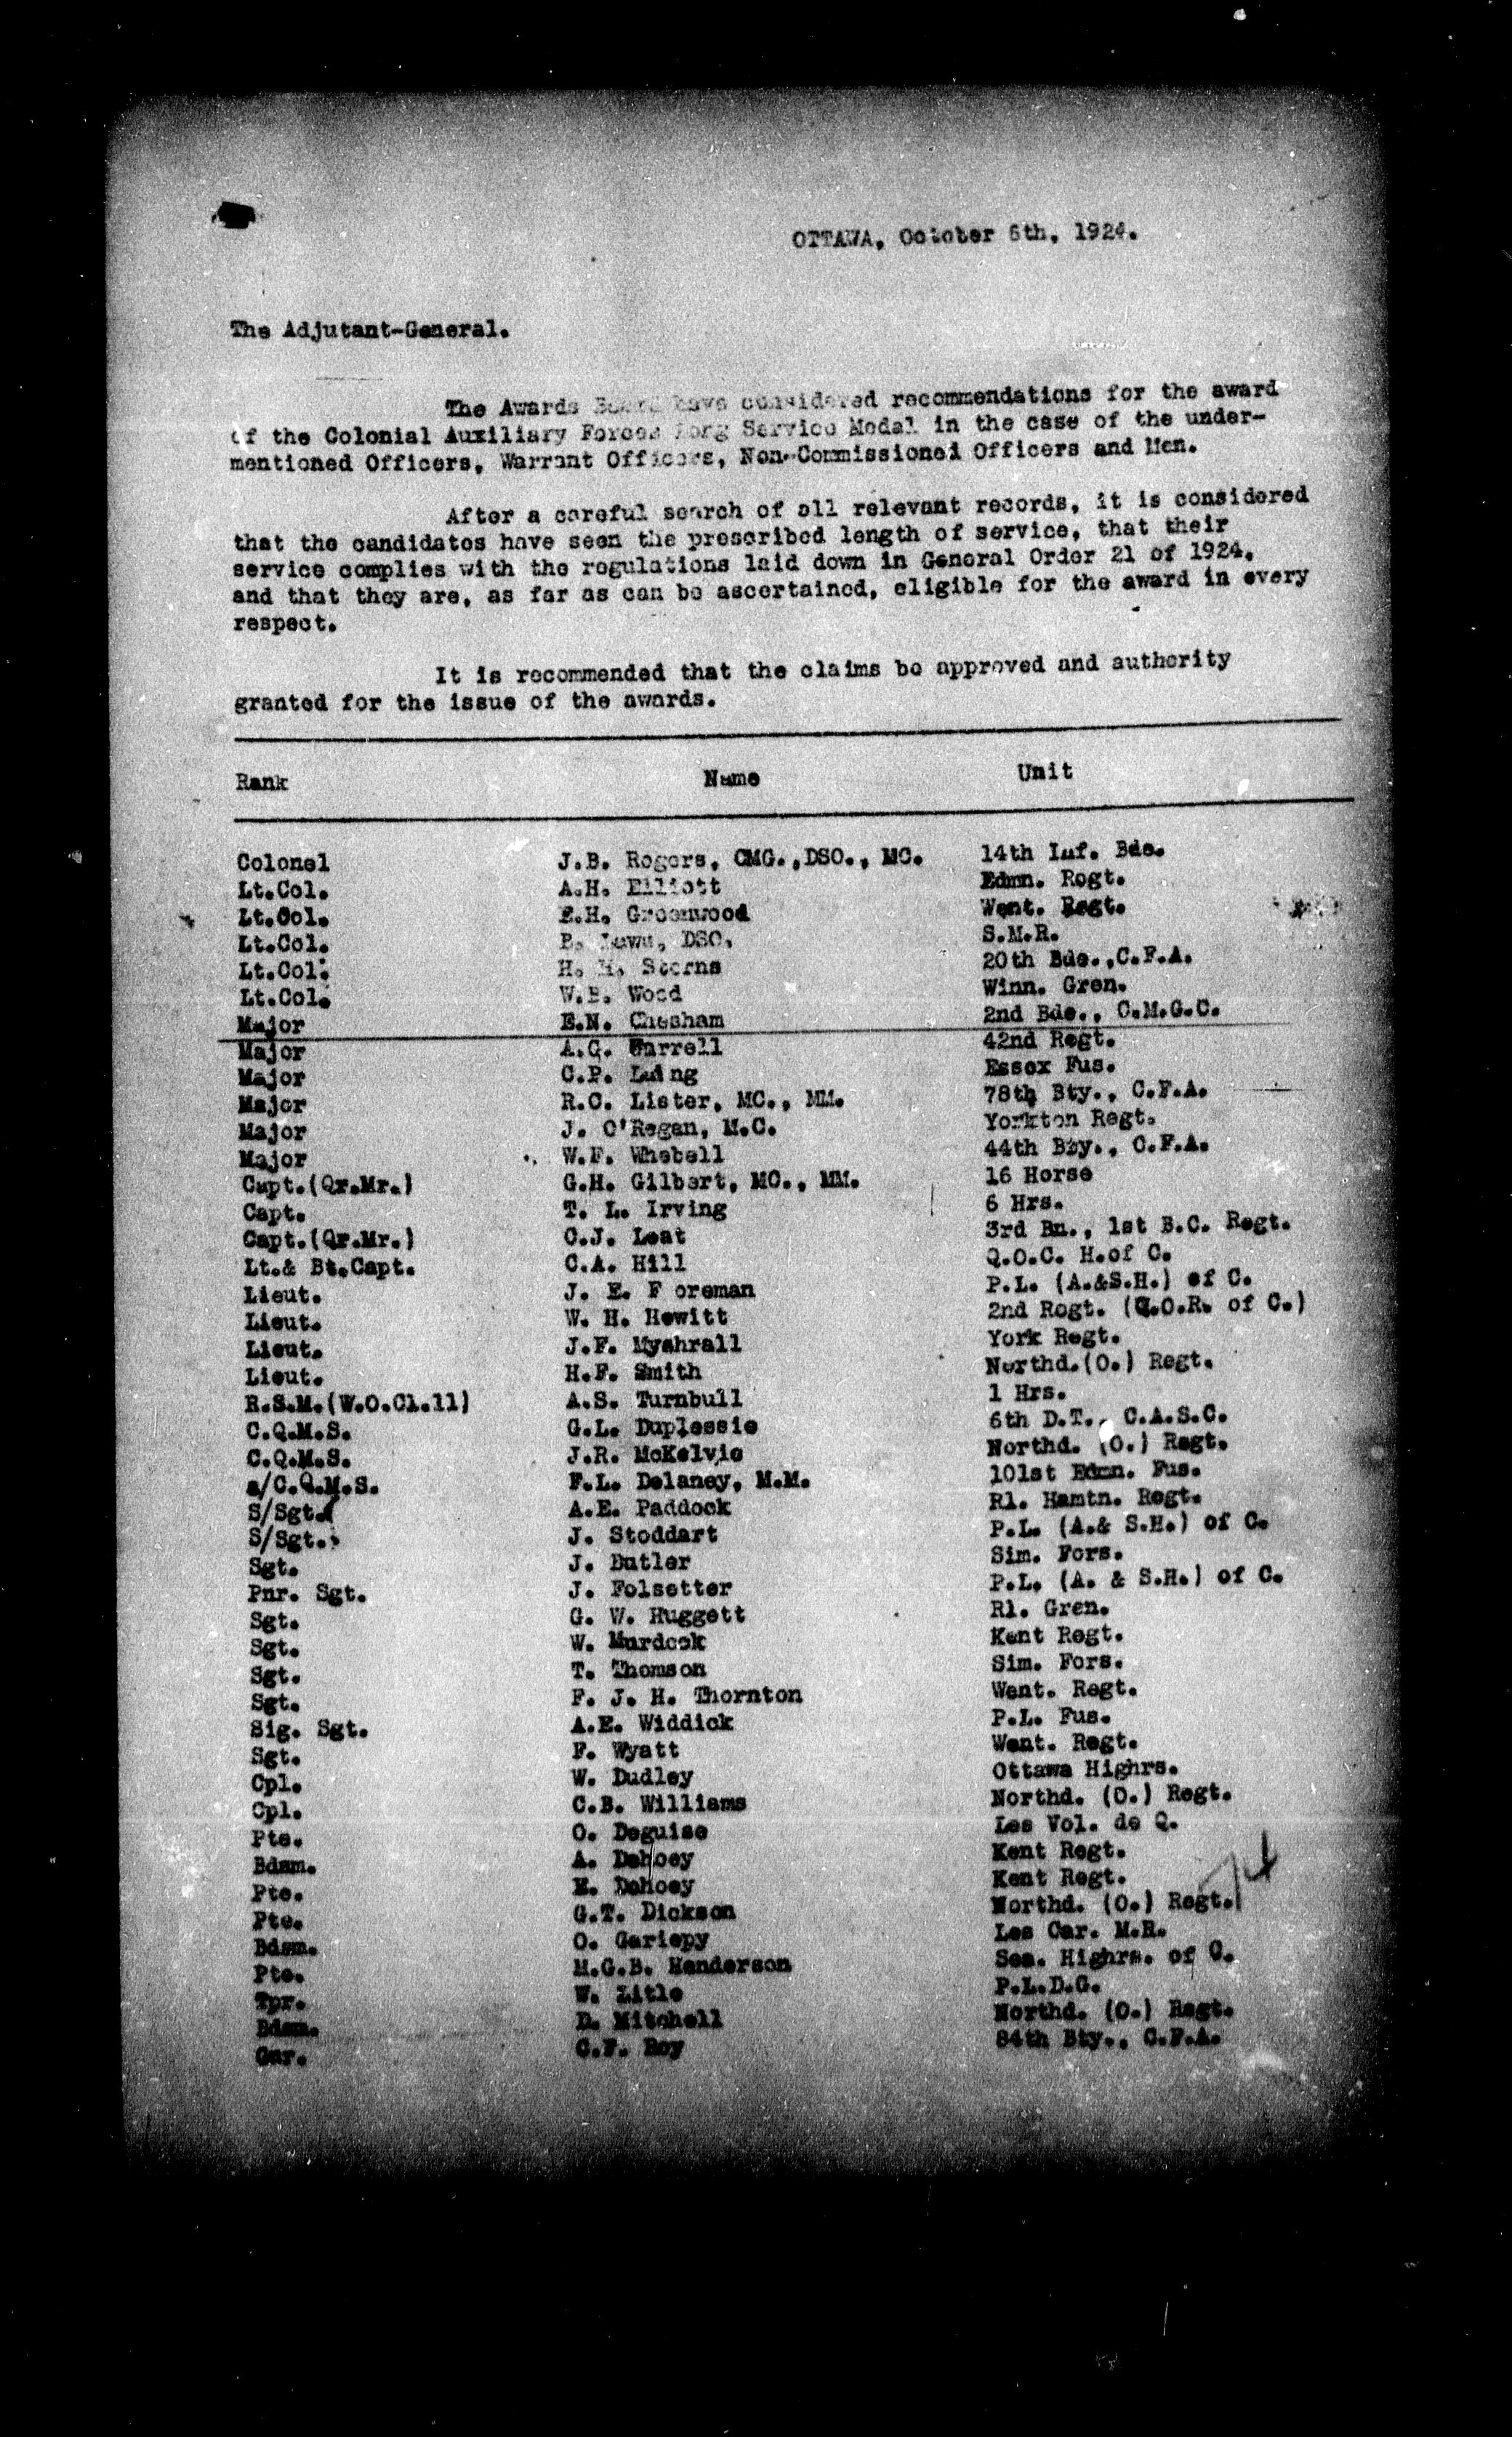 OTTAWA, October 6th, 1924.
The Adjutant-General.
The Awards Board have considered recommendations for the award
of the Colonial Auxiliary Forces Long Service Medal in the case of the under-
mentioned Officers, Warrant Officers, Non-Commissioned Officers and Men.
After a careful search of all relevant records, it is considered
that the candidates have seen the prescribed length of service, that their
service complies with the regulations laid down in General Order 21 of 1924,
and that they are, as far as can be ascertained, eligible for the award in every
respect.
It is recommended that the claims be approved and authority
granted for the issue of the awards.
Rank Name Unit
Colonel J.B. Rogers, CMG.,DSO., MC. 14th Inf. Bde.
Lt.Col. A.H. Elliott Edmn. Regt.
Lt.Col. E.H. Greenwood Went. Regt.
Lt.Col. B. DSO. S.M.R.
Lt.Col. H. H. Sterns 20th Bde.,C.F.A.
Lt.Col. W.B. Wood Winn. Gren.
Major E.N. Chesham 2nd Bde., C.M.G.C.
Major A.G. Farrell 42nd Regt.
Major C.P. Laing Essex Fus.
Major R.C. Lister, MC., MM. 78th Bty., C.F.A.
Major J. O'Regan, M.C. Yorkton Regt.
Major W.F. Whebell 44th Bty., C.F.A.
Capt.(Qr.Mr.) G.H. Gilbert, MC., MM. 16 Horse
Capt. T. L. Irving 6 Hrs.
Capt.(Qr.Mr.) C.J. Leat 3rd Bn., 1st B.C. Regt.
Lt.& Bt.Capt. C.A. Hill Q.O.C. H.of C.
Lieut. J. E. F oreman P.L. (A.&S.H.) of C.
Lieut. W. H. Hewitt 2nd Regt. (Q.O.R. of C.)
Lieut. J.F. Myshrall York Regt.
Lieut. H.F. Smith Northd.(O.) Regt.
R.S.M.(W.O.Cl.11) A.S. Turnbull 1 Hrs.
C.Q.M.S. G.L. Duplessie 6th D.T., C.A.S.C.
C.Q.M.S. J.R. McKelvie Northd. (O.) Regt.
a/C.Q.M.S. F.L. Delaney, M.M. 101st Edmn. Fus.
S/Sgt. A.E. Paddock Rl. Hamtn. Regt.
S/Sgt. J. Stoddart P.L. (A.& S.H.) of C.
Sgt. J. Butler Sim. Fors.
Pnr. Sgt. J. Folsetter P.L. (A. & S.H.) of C.
Sgt. G. W. Huggett Rl. Gren.
Sgt. W. Murdock Kent Regt.
Sgt. T. Thomson Sim. Fors.
Sgt. F. J. H. Thornton Went. Regt.
Sig. Sgt. A.E. Widdick P.L. Fus.
Sgt. F. Wyatt Went. Regt.
Cpl. W. Dudley Ottawa Highrs.
Cpl. C.B. Williams Northd. (O.) Regt.
Pte. O. Deguise Les Vol. de Q.
Bdsm. A. Dehoey Kent Regt.
Pte. E. Dehoey Kent Regt.
Pte. G.T. Dickson Northd. (O.) Regt.
Bdsm. O. Gariepy Les Car. M.R.
Pte. M.G.B. Henderson Sea. Highrs. of C.
Tpr. W. Litle P.L.D.G.
Bdsm. D. Mitchell Northd. (O.) Regt.
Gnr. C.F. Roy 84th Bty., C.F.A.